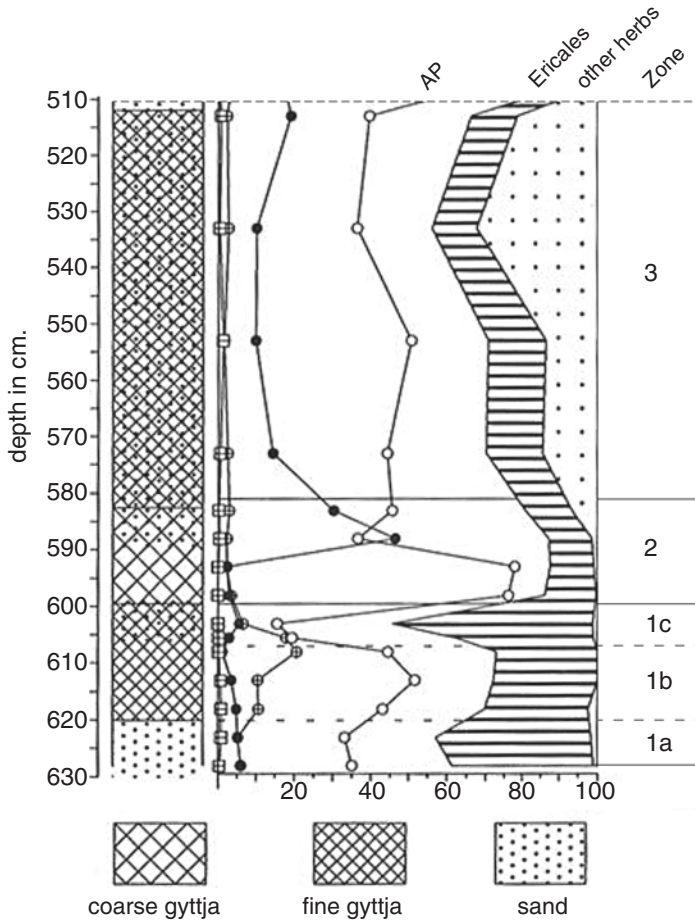 AP
Ericales
other herbs
Zone
depth in cm.
510
520
530
540
550
560
570
580
590
600
610
620
630
3
2
1c
1b
1a
20
40
60
80
100
coarse gyttja
fine gyttja
sand